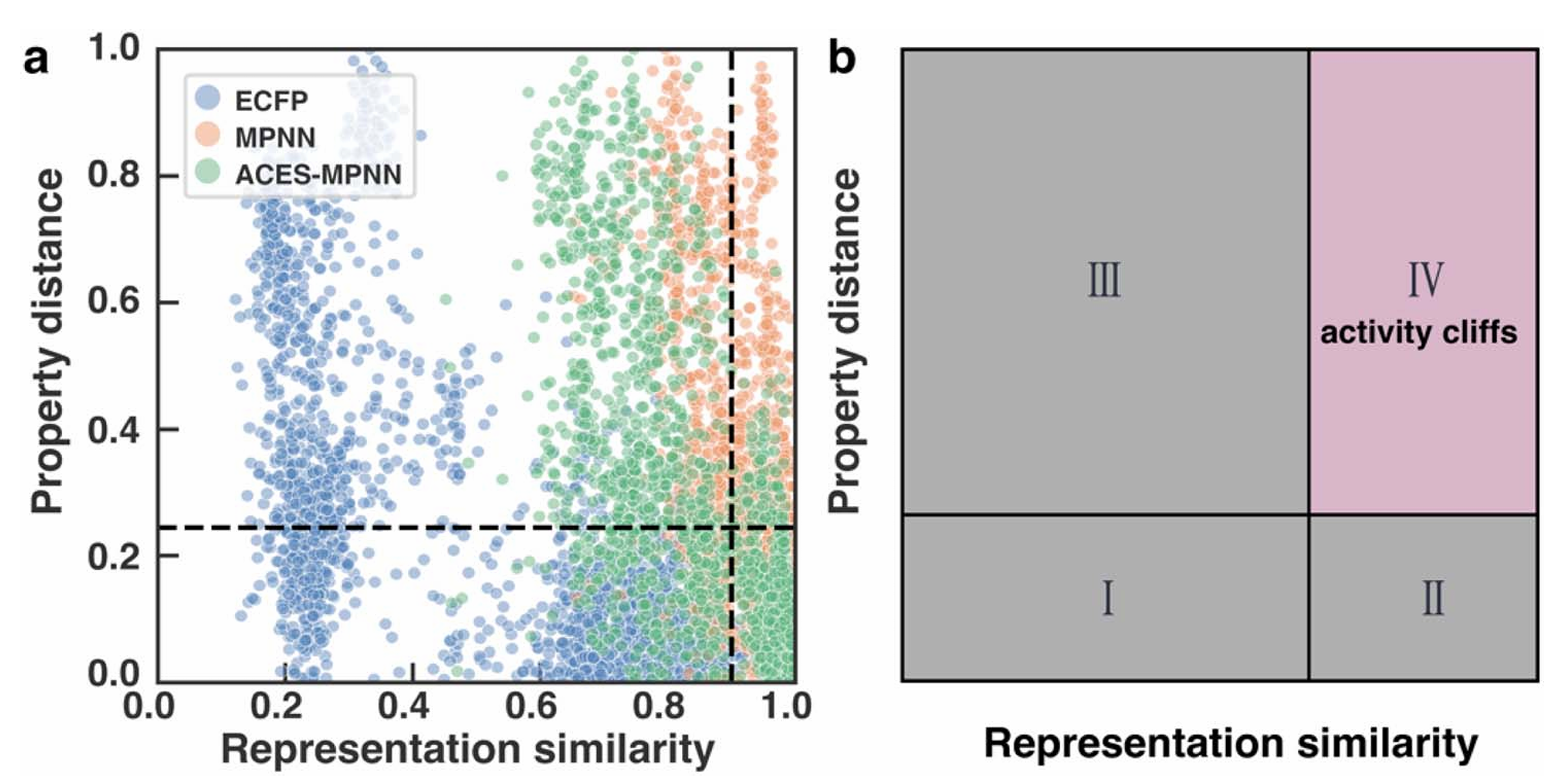 a
1.0
0.8
0.6
0.4
0.2
0.0
Property distance
ECFP
MPNN
ACES-MPNN
0.0 0.2 0.4 0.6 0.8 1.0
Representation similarity
b
Property distance
III
IV
activity cliffs
I
II
Representation similarity